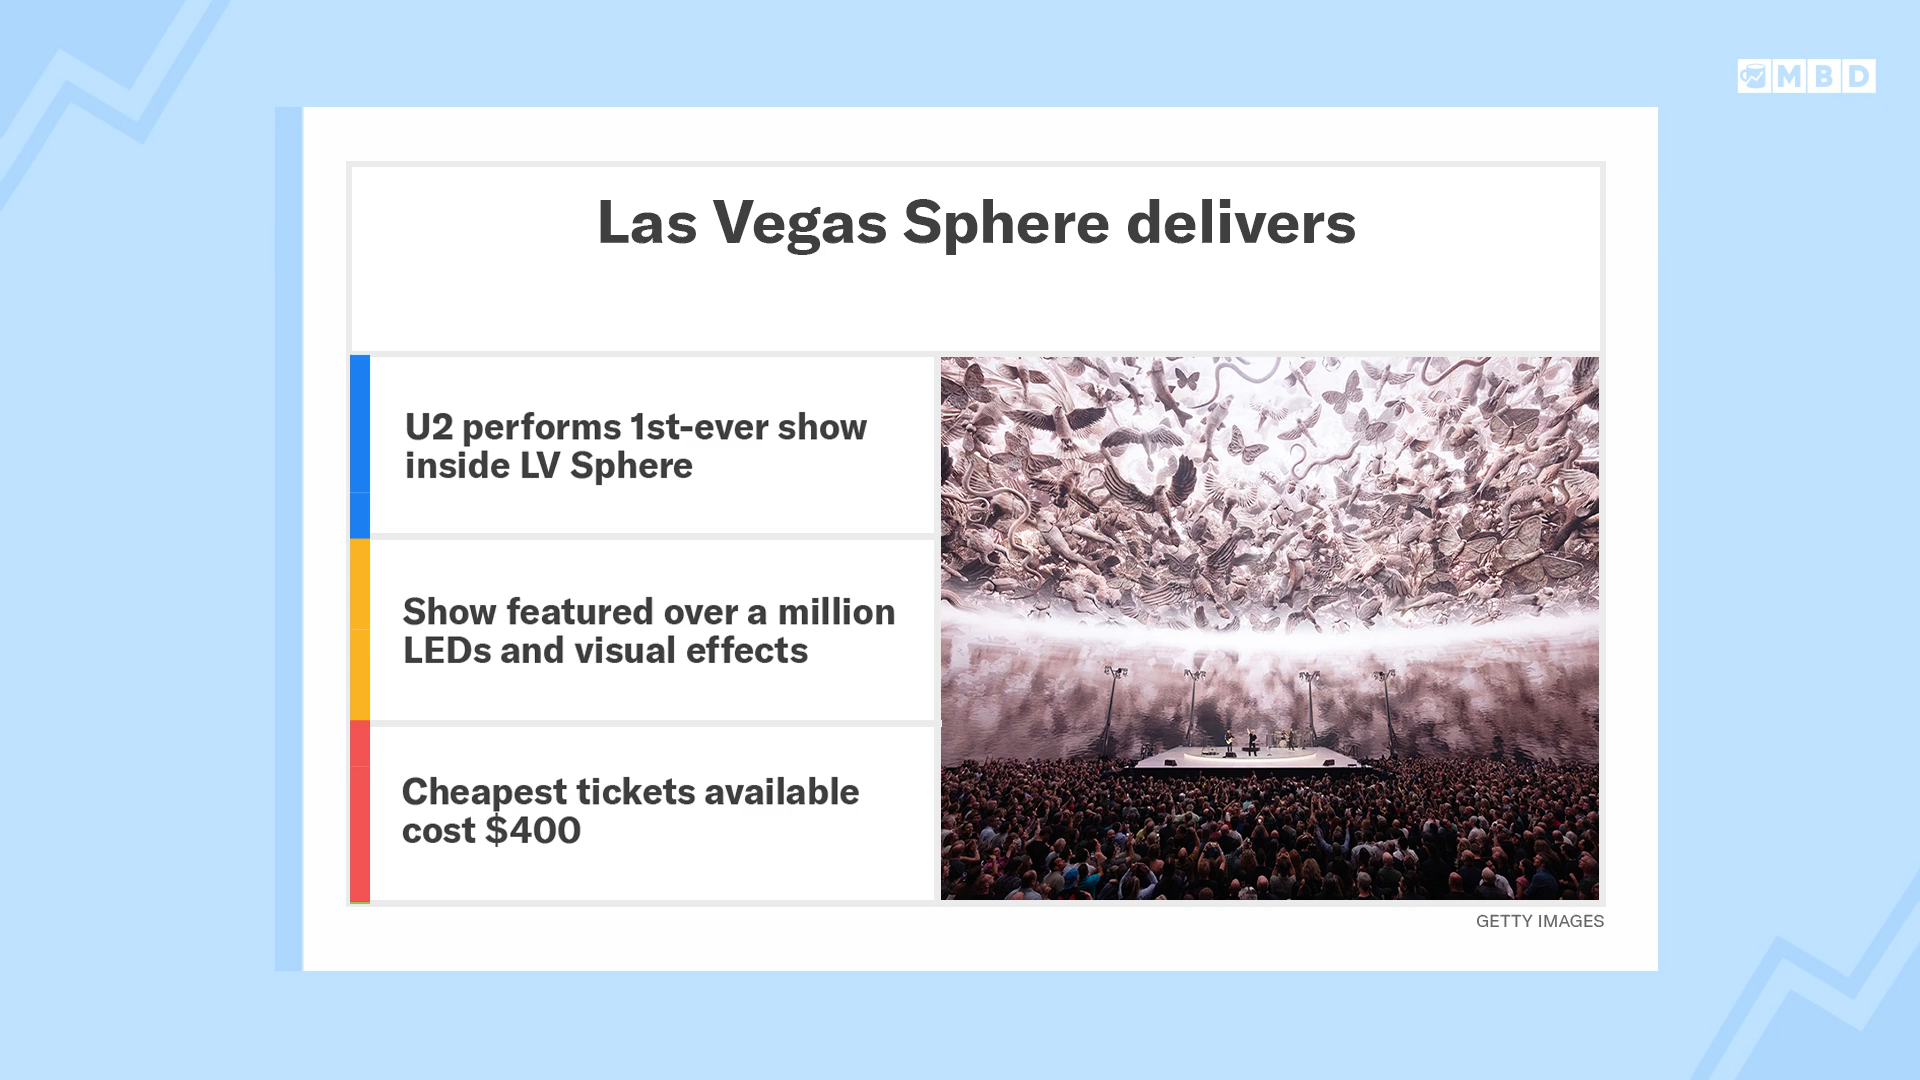 MBD
Las Vegas Sphere delivers
U2 performs 1st-ever show
inside LV Sphere
Show featured over a million
LEDs and visual effects
Cheapest tickets available
cost $400
GETTY IMAGES